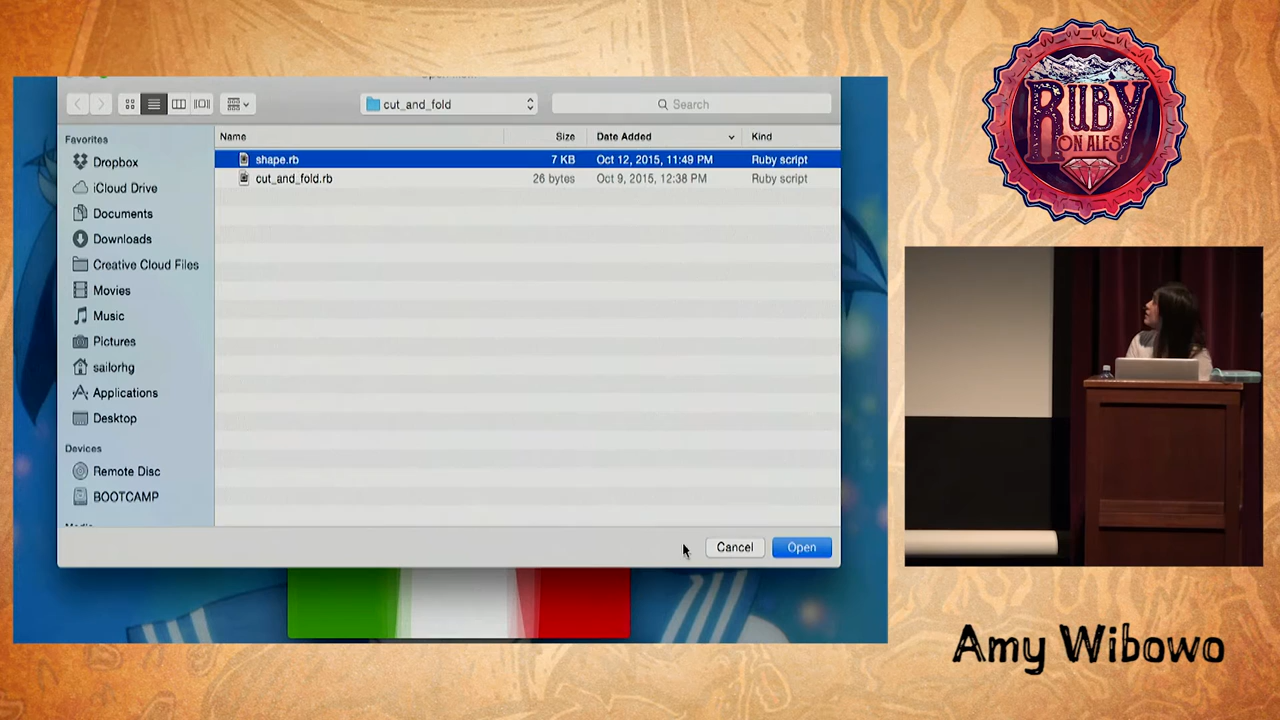 cut_and_fold
Search
Favorites
Dropbox
iCloud Drive
Documents
Downloads
Creative Cloud Files
Movies
Music
Pictures
sailorhg
Applications
Desktop
Devices
Remote Disc
BOOTCAMP
Name Size Date Added Kind
shape.rb 7 KB Oct 12, 2015, 11:49 PM Ruby script
cut_and_fold.rb 26 bytes Oct 9, 2015, 12:38 PM Ruby script
Cancel Open
RUBY
ON ALES
Amy Wibowo